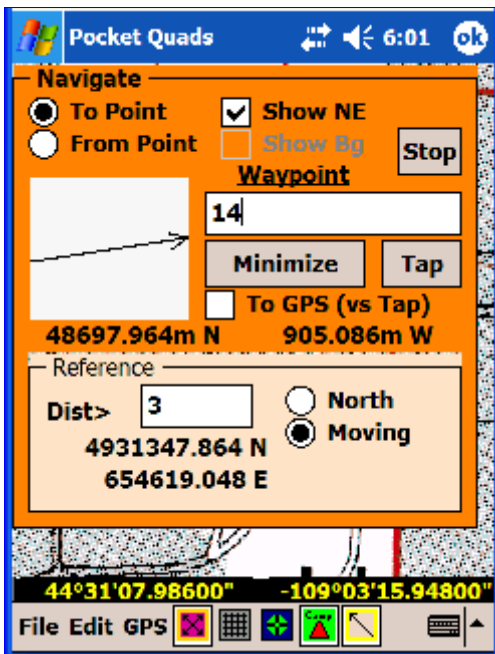 Pocket Quads 6:01 ok
Navigate
To Point Show NE
From Point Show Bg Stop
Waypoint
14
Minimize Tap
To GPS (vs Tap)
48697.964m N 905.086m W
Reference
Dist> 3 North
Moving
4931347.864 N
654619.048 E
44°31'07.98600" -109°03'15.94800"
File Edit GPS Camp